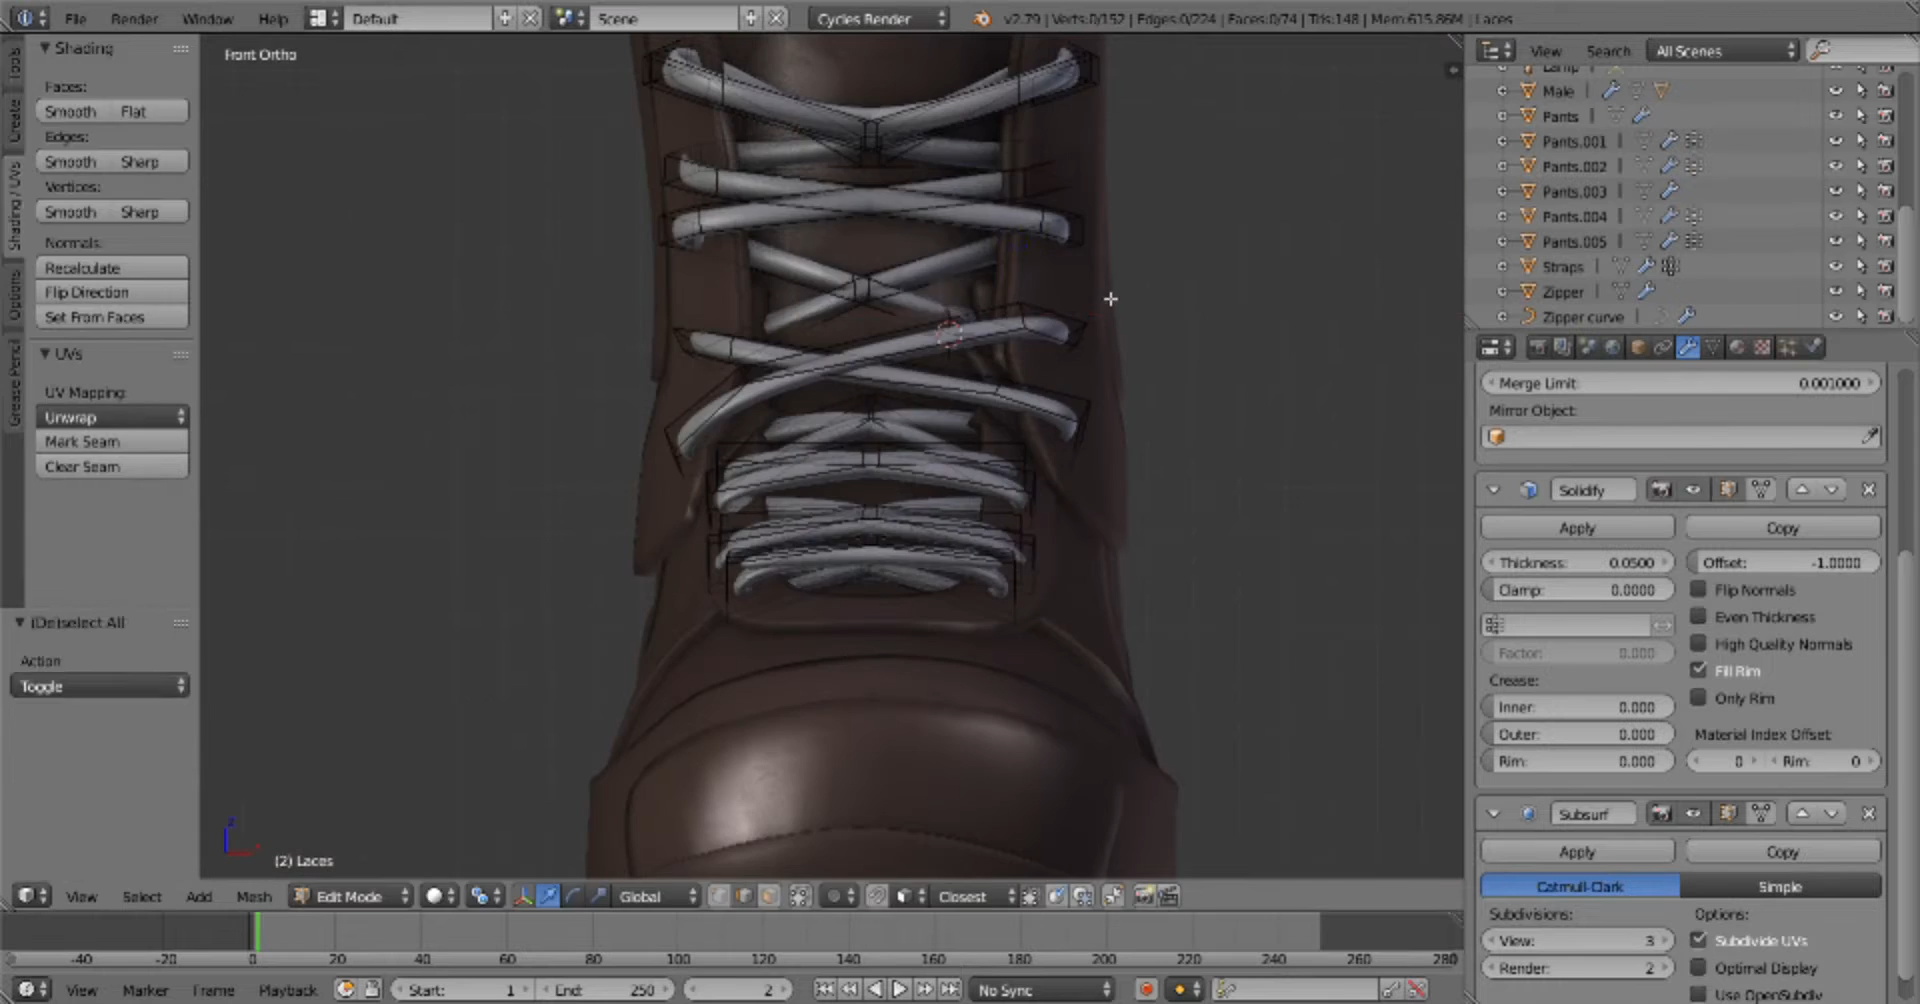 File Render Window Help Default Scene Cycles Render v2.79 | Verts:0/152 | Edges:0/224 | Faces:0/74 | Tris:148 | Mem:615.86M | Laces
Tools
Create
Shading / UVs
Options
Grease Pencil
Shading
Faces:
Smooth Flat
Edges:
Smooth Sharp
Vertices:
Smooth Sharp
Normals:
Recalculate
Flip Direction
Set From Faces
UVs
UV Mapping:
Unwrap
Mark Seam
Clear Seam
(De)select All
Action
Toggle
Front Ortho
z
(2) Laces
View Select Add Mesh Edit Mode Global Closest
-40 -20 0 20 40 60 80 100 120 140 160 180 200 220 240 260 280
View Marker Frame Playback Start: 1 End: 250 2 No Sync
View Search All Scenes
Lamp
Male
Pants
Pants.001
Pants.002
Pants.003
Pants.004
Pants.005
Straps
Zipper
Zipper curve
Merge Limit: 0.001000
Mirror Object:
Solidify
Apply Copy
Thickness: 0.0500 Offset: -1.0000
Clamp: 0.0000 Flip Normals
Even Thickness
High Quality Normals
Factor: 0.000
Fill Rim
Crease:
Only Rim
Inner: 0.000
Outer: 0.000 Material Index Offset:
Rim: 0.000 0 Rim: 0
Subsurf
Apply Copy
Catmull-Clark Simple
Subdivisions: Options:
View: 3 Subdivide UVs
Render: 2 Optimal Display
Use OpenSubdiv